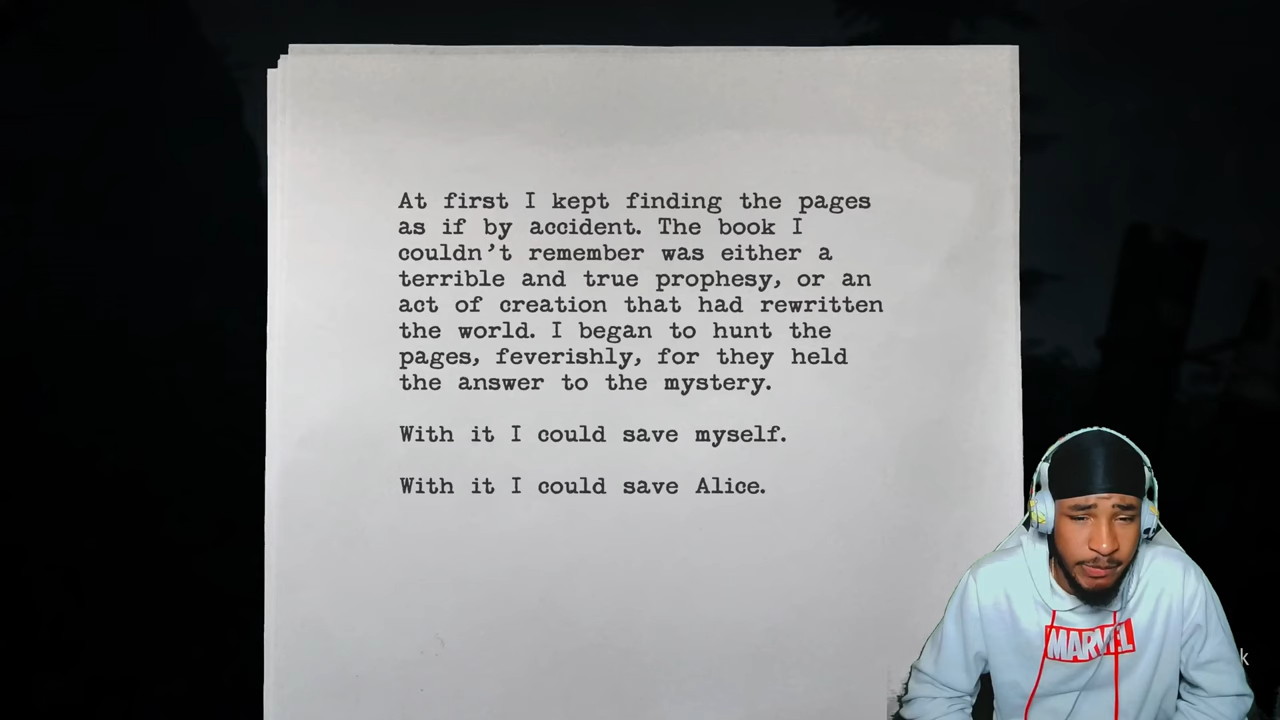 At first I kept finding the pages
as if by accident. The book I
couldn't remember was either a
terrible and true prophesy, or an
act of creation that had rewritten
the world. I began to hunt the
pages, feverishly, for they held
the answer to the mystery.
With it I could save myself.
With it I could save Alice.
MARVEL